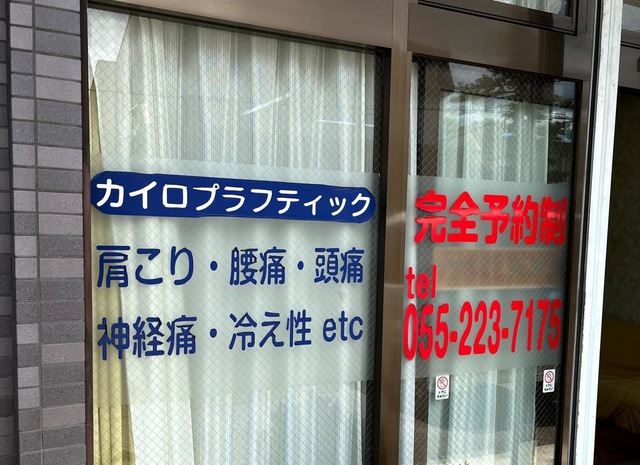 カイロプラフティック
肩こり・腰痛・頭痛
神経痛・冷え性 etc
完全予約制
tel
055-223-7175